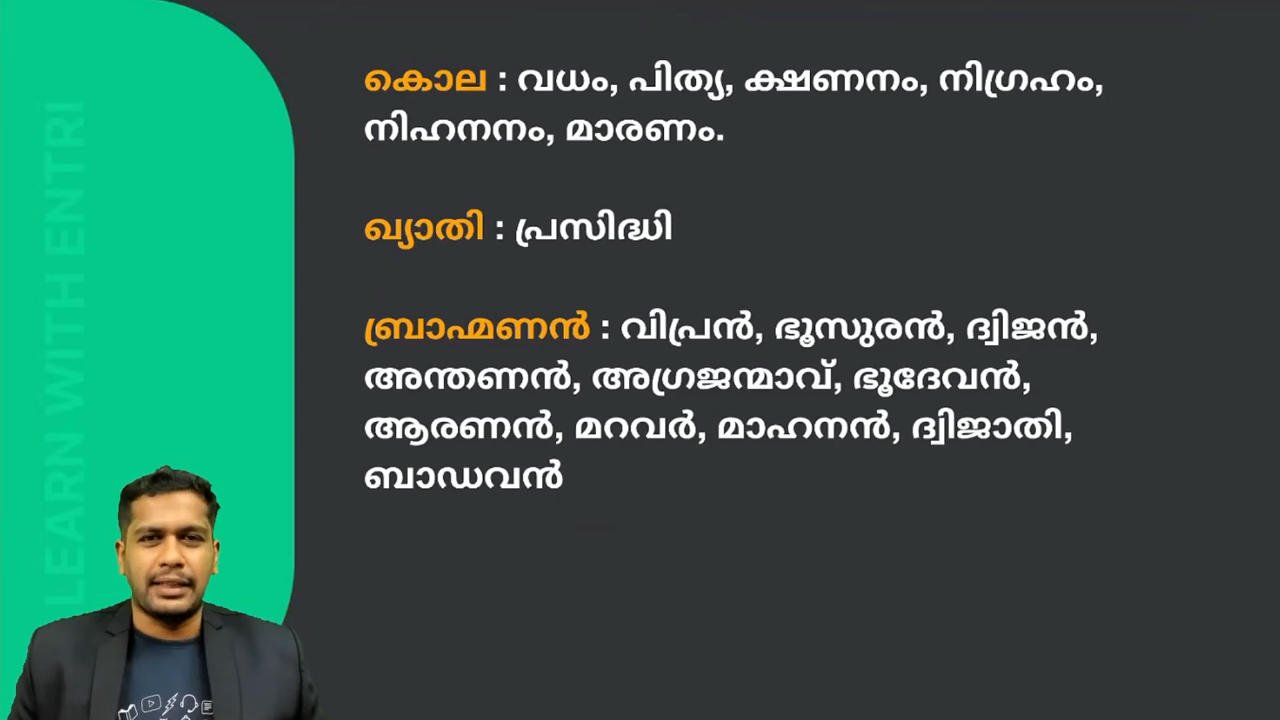 കൊല : വധം, പിത്യ, ക്ഷണനം, നിഗ്രഹം,
നിഹനനം, മാരണം.
ഖ്യാതി : പ്രസിദ്ധി
ബ്രാഹ്മണൻ : വിപ്രൻ, ഭൂസുരൻ, ദ്വിജൻ,
അന്തണൻ, അഗ്രജന്മാവ്, ഭൂദേവൻ,
ആരണൻ, മറവർ, മാഹനൻ, ദ്വിജാതി,
ബാഡവൻ
LEARN WITH ENTRI